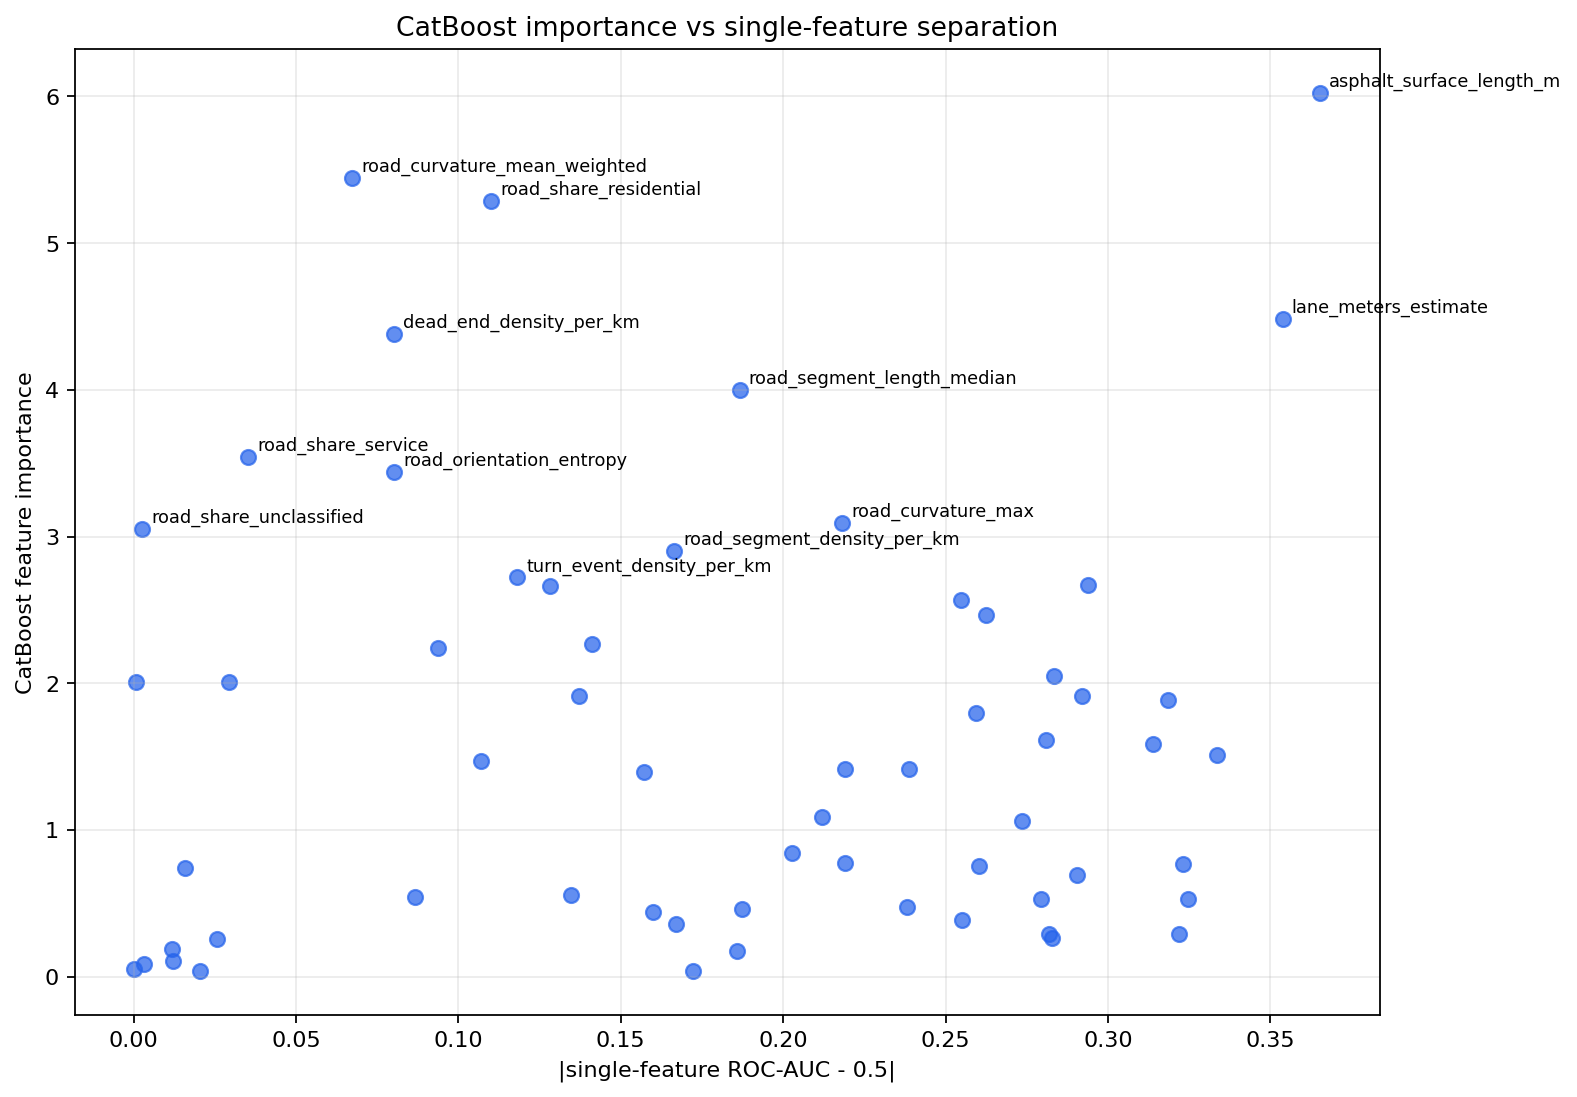 CatBoost importance vs single-feature separation
CatBoost feature importance
6
5
4
3
2
1
0
asphalt_surface_length_m
road_curvature_mean_weighted
road_share_residential
lane_meters_estimate
dead_end_density_per_km
road_segment_length_median
road_share_service
road_orientation_entropy
road_share_unclassified
road_curvature_max
road_segment_density_per_km
turn_event_density_per_km
0.00 0.05 0.10 0.15 0.20 0.25 0.30 0.35
|single-feature ROC-AUC - 0.5|